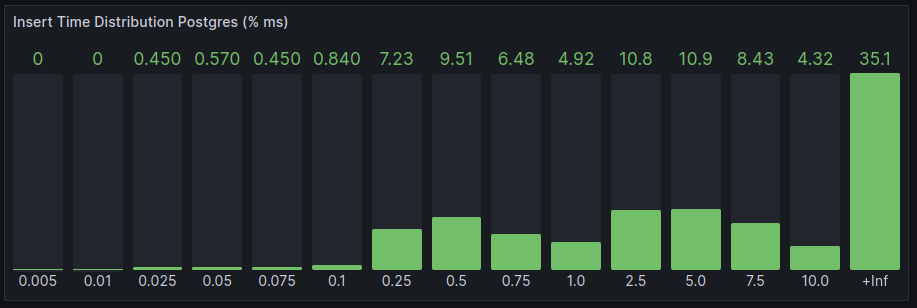 Insert Time Distribution Postgres (% ms)
0 0 0.450 0.570 0.450 0.840 7.23 9.51 6.48 4.92 10.8 10.9 8.43 4.32 35.1
0.005 0.01 0.025 0.05 0.075 0.1 0.25 0.5 0.75 1.0 2.5 5.0 7.5 10.0 +Inf